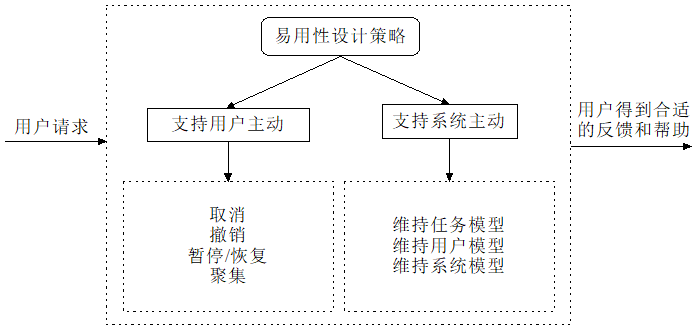 易用性设计策略
用户请求
支持用户主动
支持系统主动
用户得到合适
的反馈和帮助
取消
撤销
暂停/恢复
聚集
维持任务模型
维持用户模型
维持系统模型